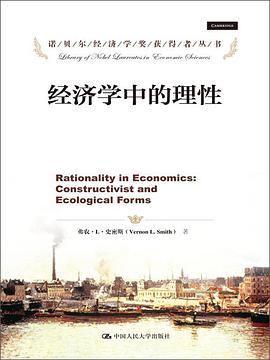 CAMBRIDGE
诺/贝/尔/经/济/学/奖/获/得/者/丛/书
Library of Nobel Laureates in Economic Sciences
经济学中的理性
Rationality in Economics:
Constructivist and
Ecological Forms
弗农·L·史密斯(Vernon L. Smith) 著
中国人民大学出版社